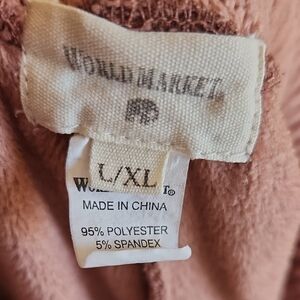 WORLD MARKET®
L/XL
MADE IN CHINA
95% POLYESTER
5% SPANDEX